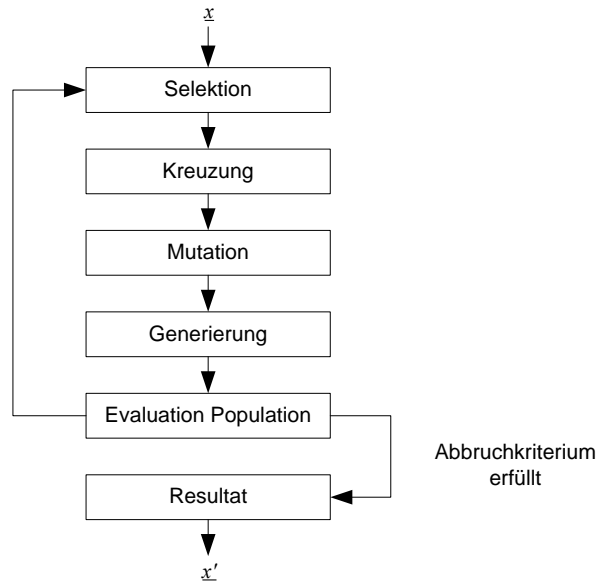 x
Selektion
Kreuzung
Mutation
Generierung
Evaluation Population
Abbruchkriterium
erfüllt
Resultat
x'